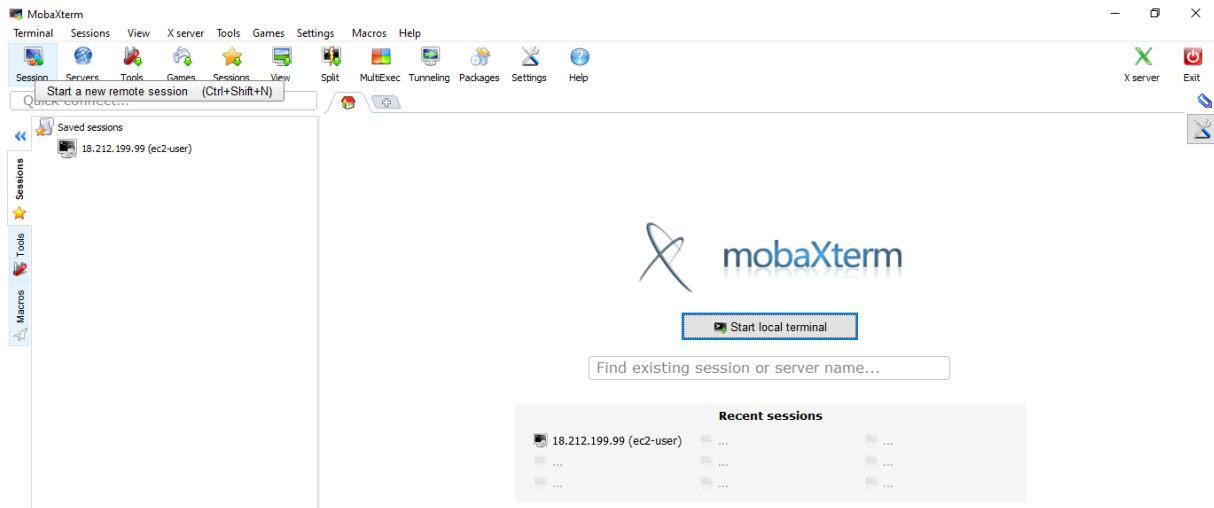 MobaXterm
Terminal Sessions View X server Tools Games Settings Macros Help
Session Servers Tools Games Sessions View Split MultiExec Tunneling Packages Settings Help X server Exit
Start a new remote session (Ctrl+Shift+N)
Quick connect...
Saved sessions
18.212.199.99 (ec2-user)
Sessions
Tools
Macros
mobaXterm
Start local terminal
Find existing session or server name...
Recent sessions
18.212.199.99 (ec2-user) ... ...
... ... ...
... ... ...